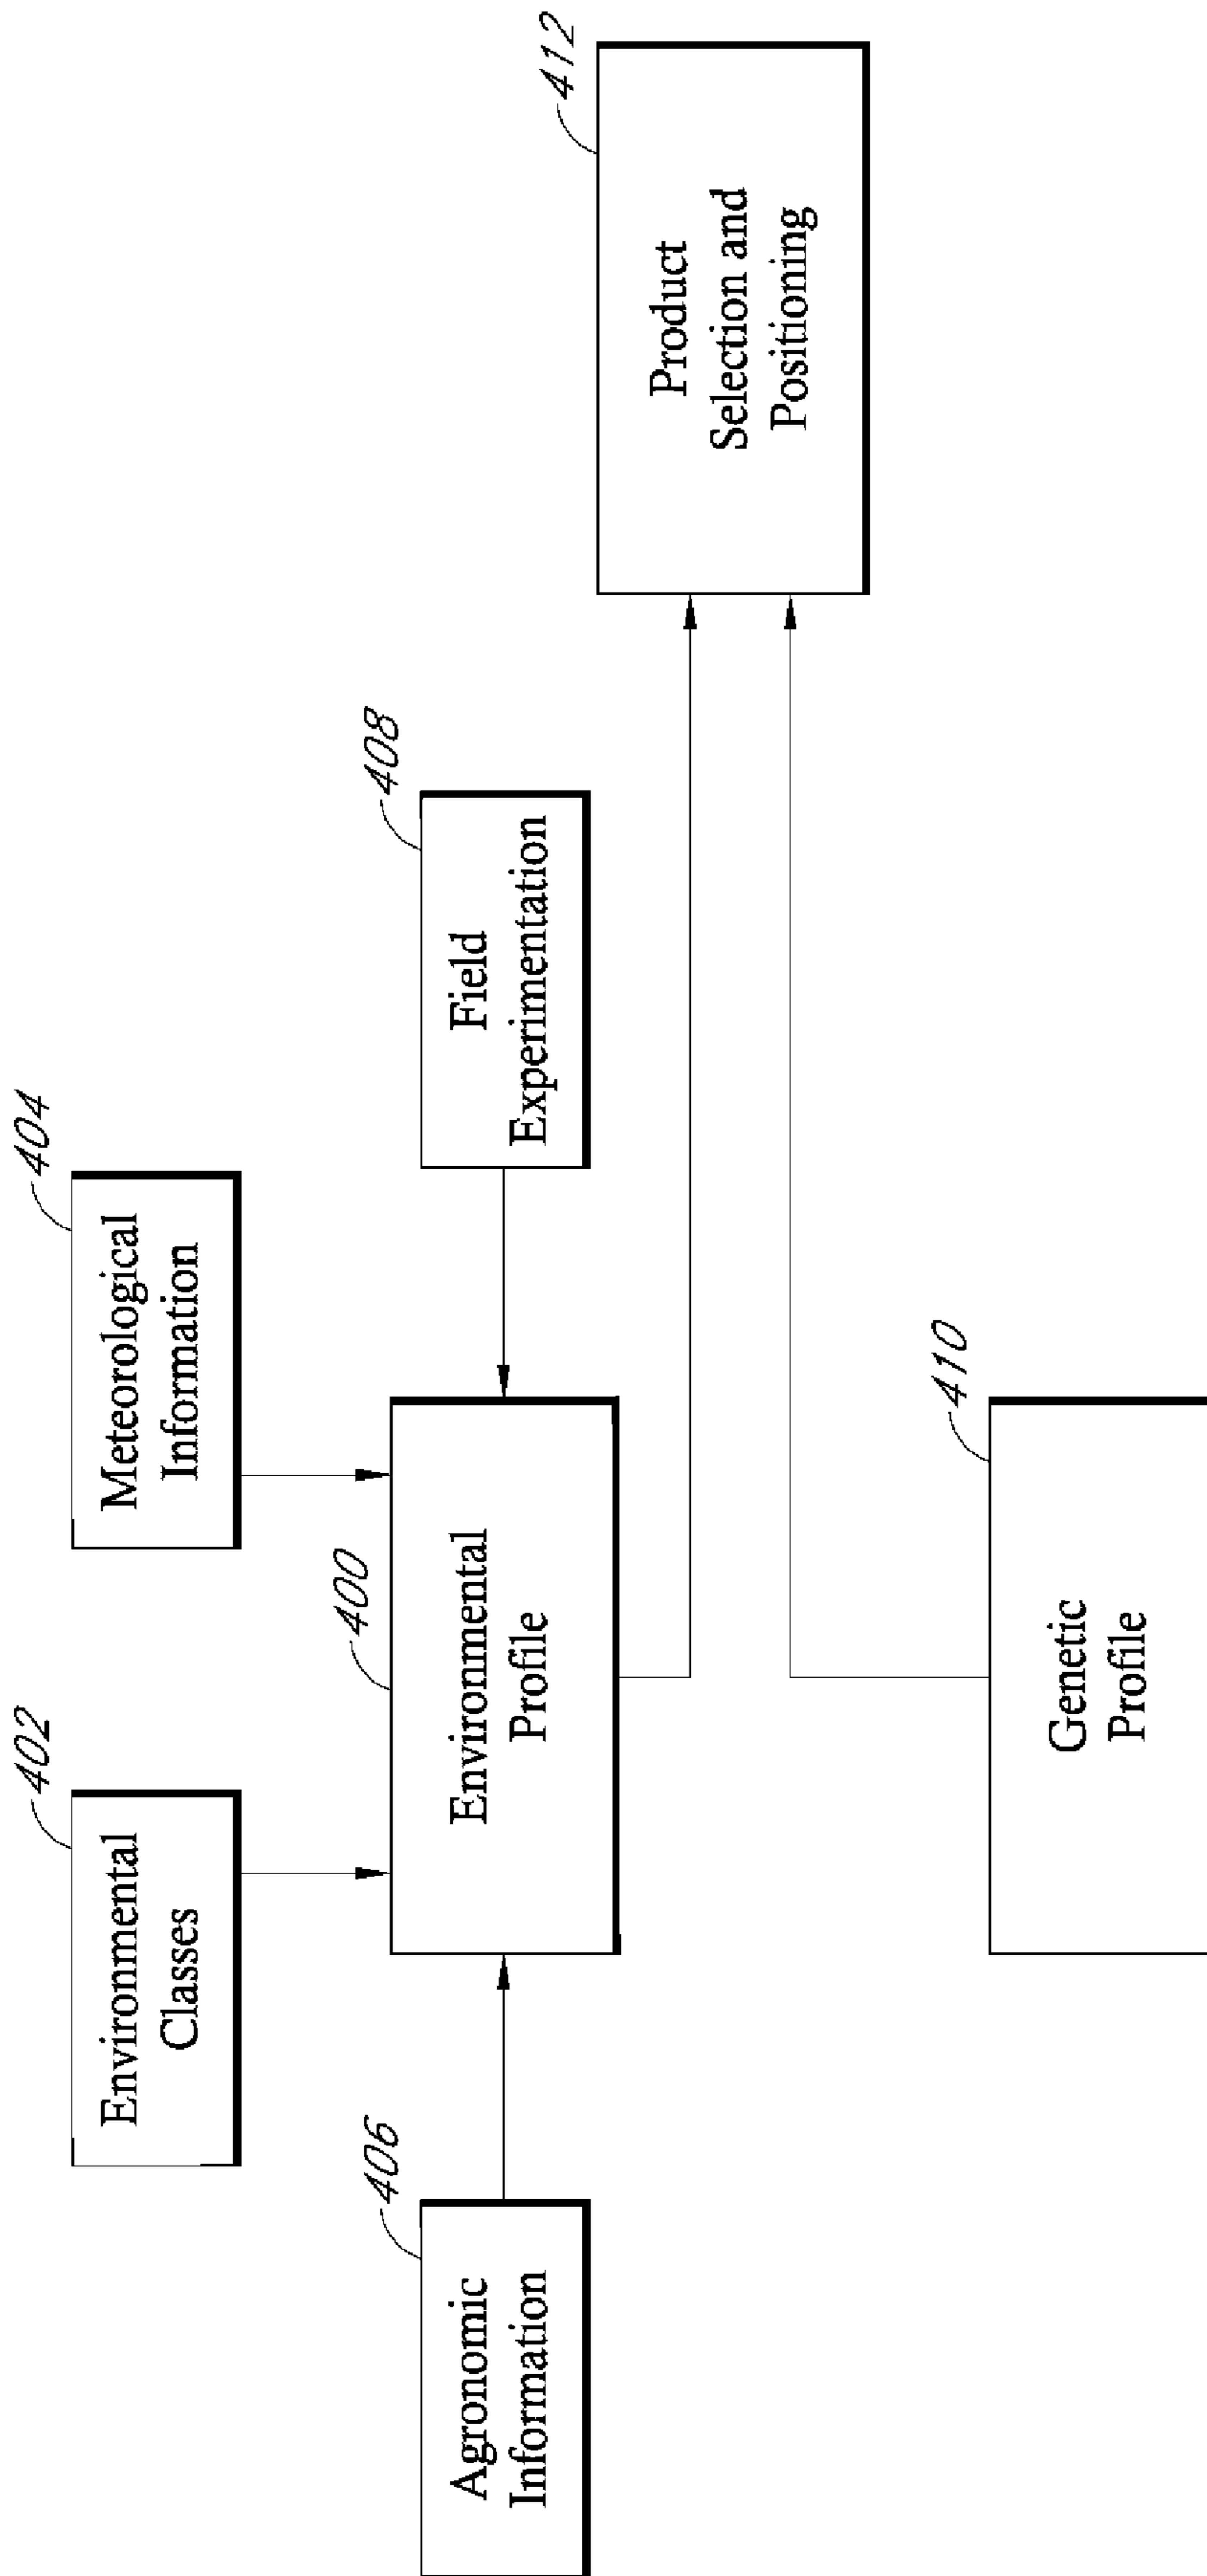 402
Environmental
Classes
404
Meteorological
Information
406
Agronomic
Information
400
Environmental
Profile
408
Field
Experimentation
412
Product
Selection and
Positioning
410
Genetic
Profile